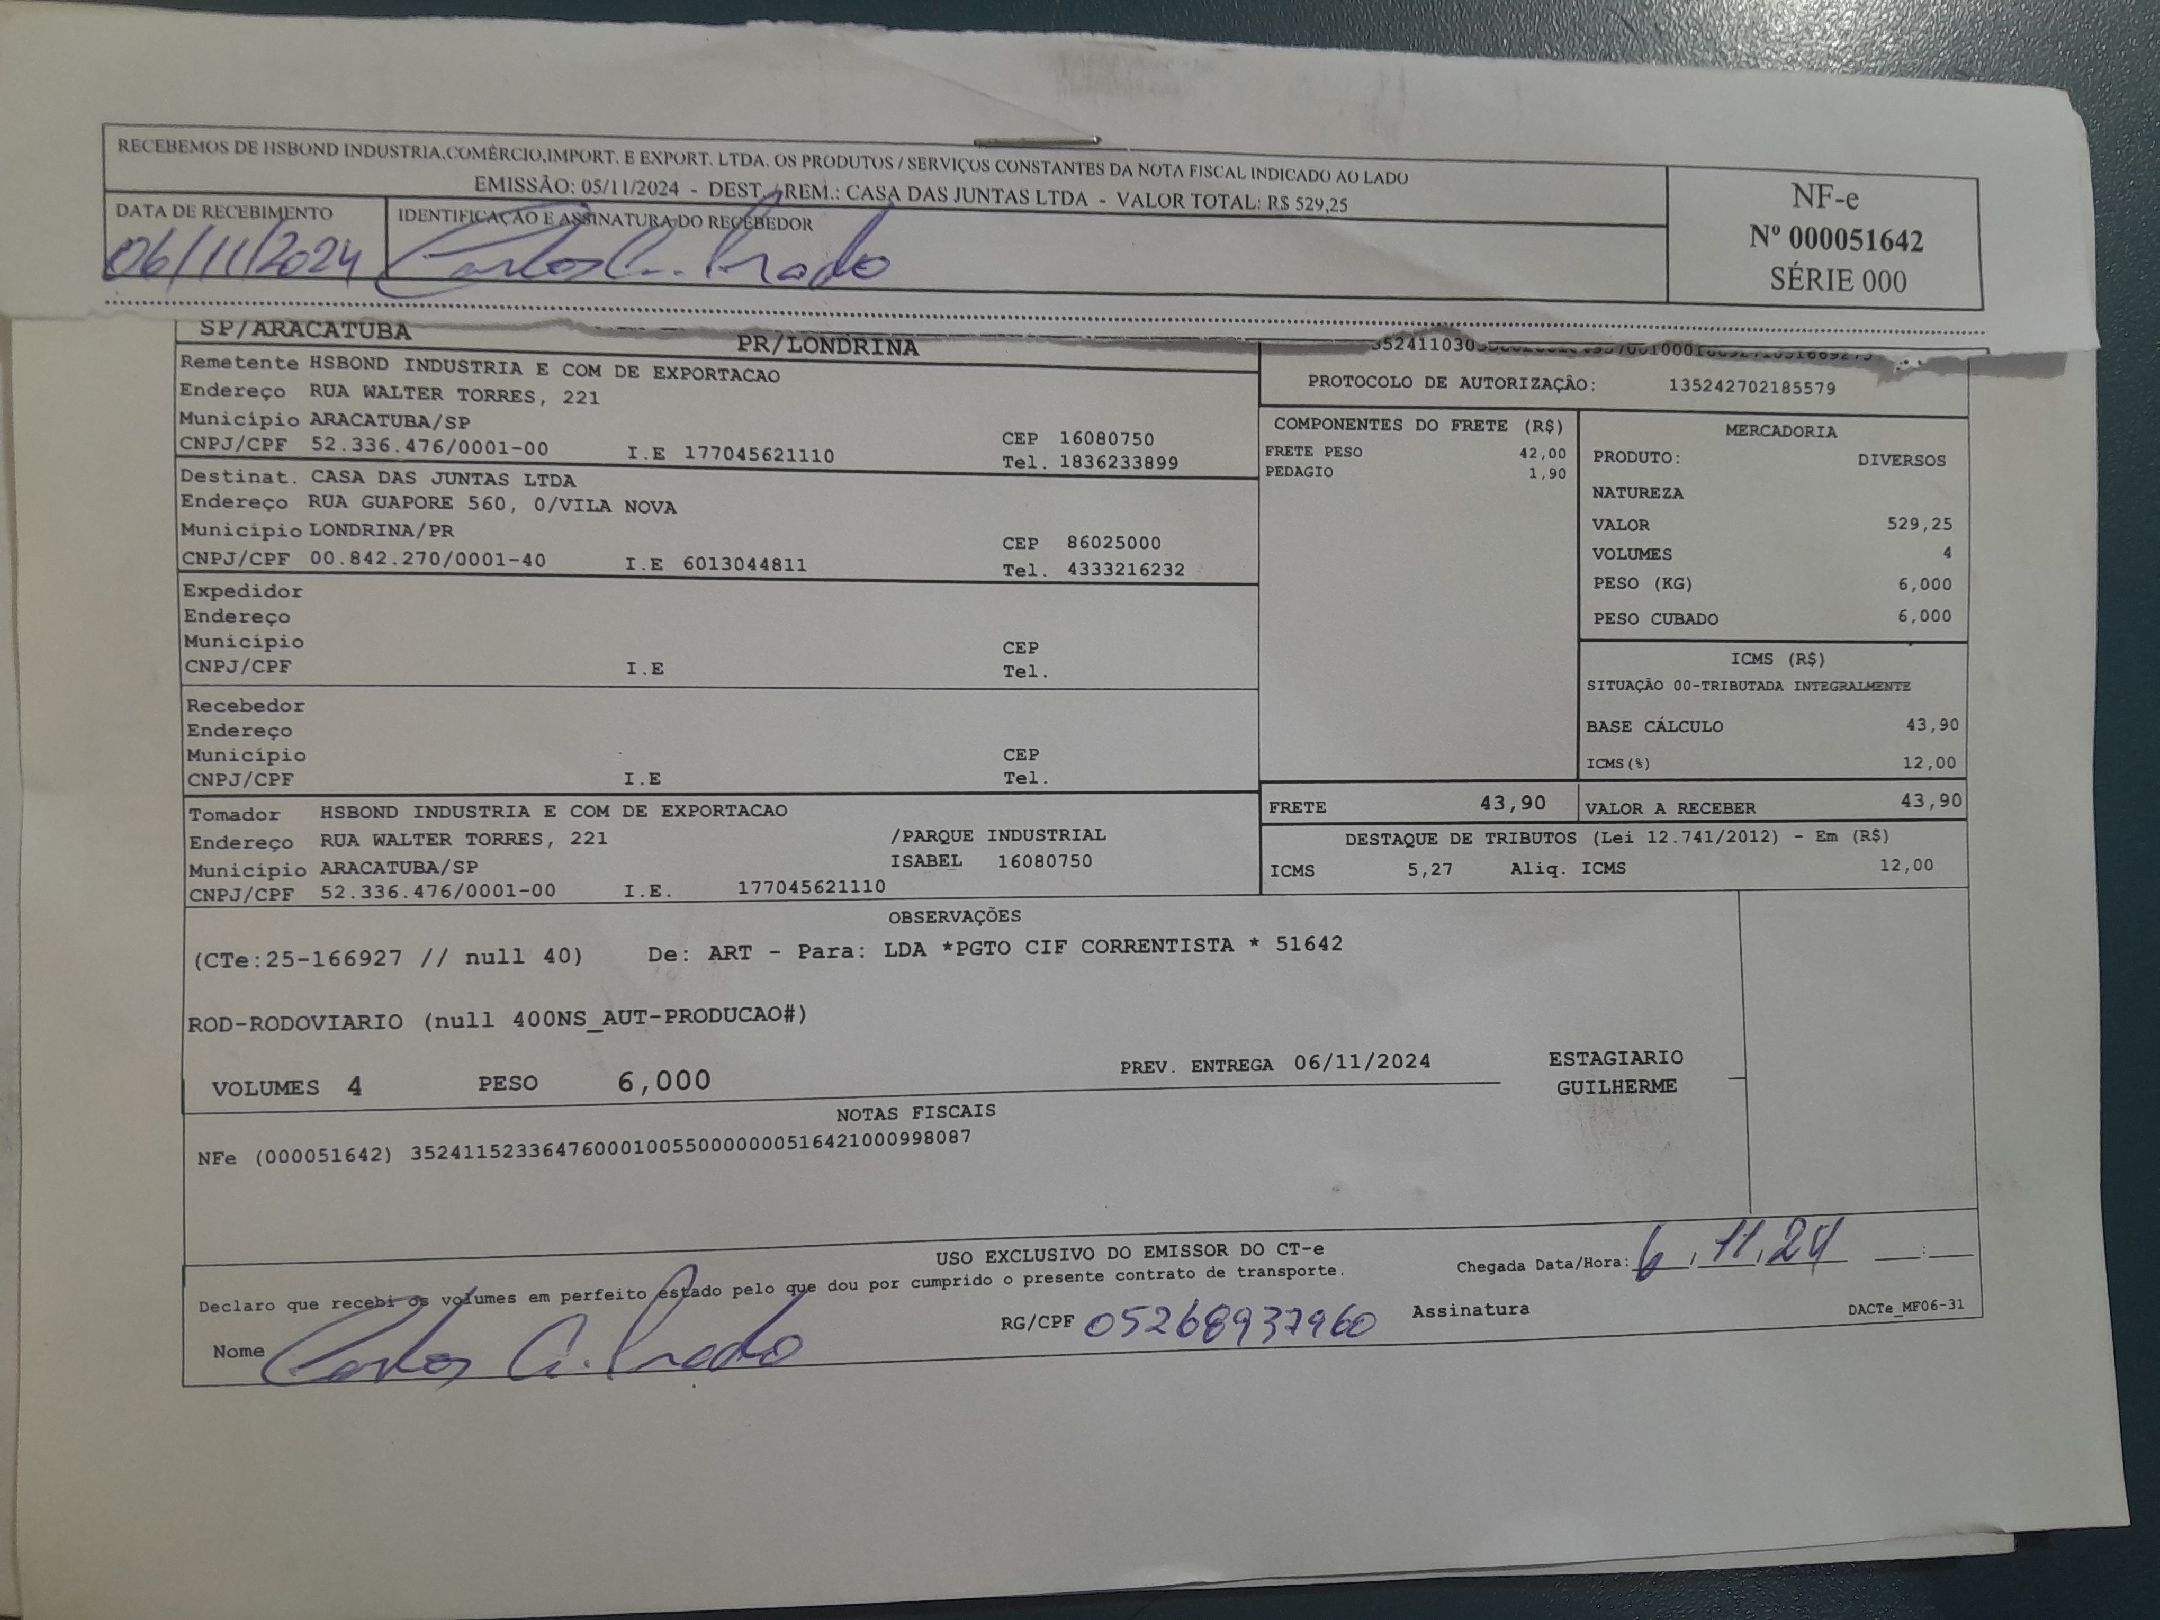 RECEBEMOS DE HSBOND INDUSTRIA,COMÉRCIO,IMPORT. E EXPORT. LTDA. OS PRODUTOS / SERVIÇOS CONSTANTES DA NOTA FISCAL INDICADO AO LADO
EMISSÃO: 05/11/2024 - DEST. / REM.: CASA DAS JUNTAS LTDA - VALOR TOTAL: R$ 529,25
NF-e
Nº 000051642
SÉRIE 000
DATA DE RECEBIMENTO
06/11/2024
IDENTIFICAÇÃO E ASSINATURA DO RECEBEDOR
Carlos C. Prado
SP/ARACATUBA PR/LONDRINA
PROTOCOLO DE AUTORIZAÇÃO: 135242702185579
Remetente HSBOND INDUSTRIA E COM DE EXPORTACAO
Endereço RUA WALTER TORRES, 221
Município ARACATUBA/SP
CEP 16080750
CNPJ/CPF 52.336.476/0001-00 I.E 177045621110 Tel. 1836233899
Destinat. CASA DAS JUNTAS LTDA
Endereço RUA GUAPORE 560, 0/VILA NOVA
Município LONDRINA/PR CEP 86025000
CNPJ/CPF 00.842.270/0001-40 I.E 6013044811 Tel. 4333216232
Expedidor
Endereço
Município CEP
CNPJ/CPF I.E Tel.
Recebedor
Endereço
Município CEP
CNPJ/CPF I.E Tel.
Tomador HSBOND INDUSTRIA E COM DE EXPORTACAO
Endereço RUA WALTER TORRES, 221 /PARQUE INDUSTRIAL
Município ARACATUBA/SP ISABEL 16080750
CNPJ/CPF 52.336.476/0001-00 I.E. 177045621110
COMPONENTES DO FRETE (R$)
FRETE PESO 42,00
PEDAGIO 1,90
MERCADORIA
PRODUTO: DIVERSOS
NATUREZA
VALOR 529,25
VOLUMES 4
PESO (KG) 6,000
PESO CUBADO 6,000
ICMS (R$)
SITUAÇÃO 00-TRIBUTADA INTEGRALMENTE
BASE CÁLCULO 43,90
ICMS(%) 12,00
FRETE 43,90 VALOR A RECEBER 43,90
DESTAQUE DE TRIBUTOS (Lei 12.741/2012) - Em (R$)
ICMS 5,27 Aliq. ICMS 12,00
OBSERVAÇÕES
(CTe:25-166927 // null 40) De: ART - Para: LDA *PGTO CIF CORRENTISTA * 51642
ROD-RODOVIARIO (null 400NS_AUT-PRODUCAO#)
VOLUMES 4 PESO 6,000 PREV. ENTREGA 06/11/2024 ESTAGIARIO
GUILHERME
NOTAS FISCAIS
NFe (000051642) 35241152336476000100550000000516421000998087
USO EXCLUSIVO DO EMISSOR DO CT-e
Chegada Data/Hora: 6 , 11 , 24 __:__
Declaro que recebi os volumes em perfeito estado pelo que dou por cumprido o presente contrato de transporte.
Nome Carlos C. Prado RG/CPF 05268937960 Assinatura DACTe_MF06-31